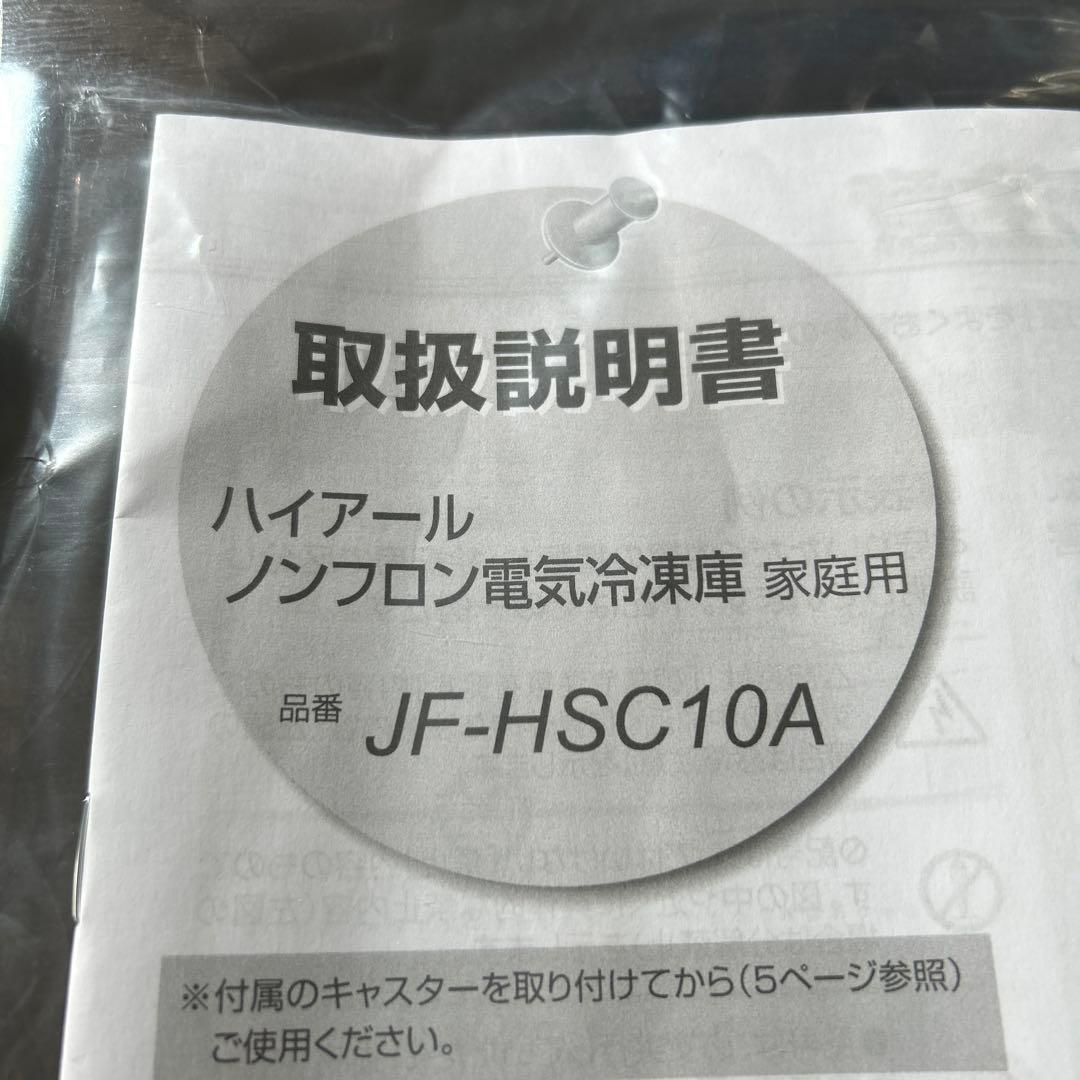 取扱説明書
ハイアール
ノンフロン電気冷凍庫 家庭用
品番 JF-HSC10A
※付属のキャスターを取り付けてから(5ページ参照)
ご使用ください。